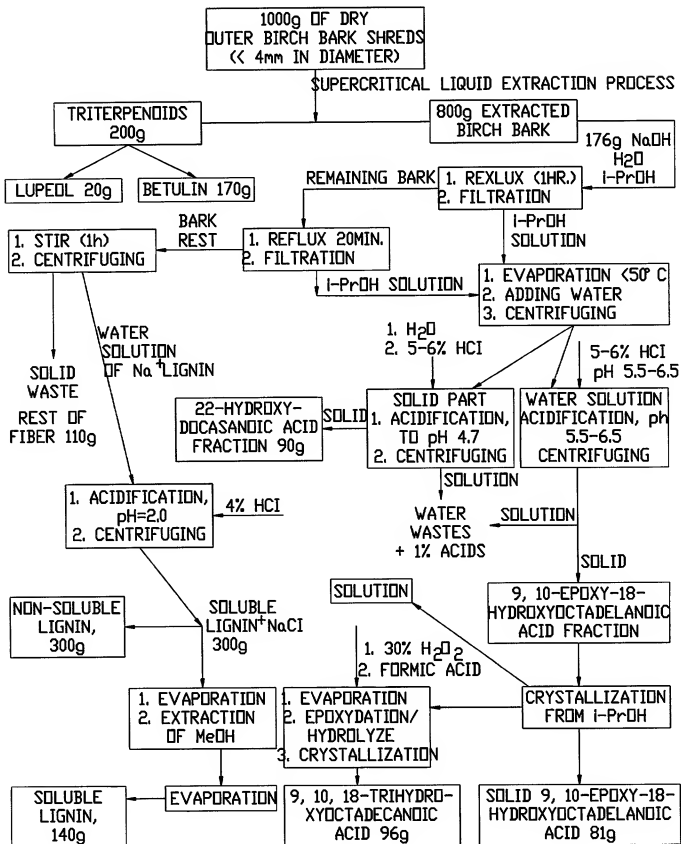 1000g OF DRY
OUTER BIRCH BARK SHREDS
(<< 4mm IN DIAMETER)
SUPERCRITICAL LIQUID EXTRACTION PROCESS
TRITERPENOIDS
200g
800g EXTRACTED
BIRCH BARK
176g NaOH
H2O
i-PrOH
LUPEOL 20g
BETULIN 170g
REMAINING BARK
1. REXLUX (1HR.)
2. FILTRATION
i-PrOH
SOLUTION
BARK
REST
1. STIR (1h)
2. CENTRIFUGING
1. REFLUX 20MIN.
2. FILTRATION
i-PrOH SOLUTION
1. EVAPORATION <50° C
2. ADDING WATER
3. CENTRIFUGING
WATER
SOLUTION
OF Na+LIGNIN
1. H2O
2. 5-6% HCl
5-6% HCl
pH 5.5-6.5
SOLID
WASTE
REST OF
FIBER 110g
22-HYDROXY-
DOCASANOIC ACID
FRACTION 90g
SOLID
SOLID PART
1. ACIDIFICATION,
TO pH 4.7
2. CENTRIFUGING
WATER SOLUTION
ACIDIFICATION, ph
5.5-6.5
CENTRIFUGING
SOLUTION
1. ACIDIFICATION,
pH=2.0
2. CENTRIFUGING
4% HCl
WATER
WASTES
+ 1% ACIDS
SOLUTION
SOLID
SOLUTION
9, 10-EPOXY-18-
HYDROXYOCTADELANOIC
ACID FRACTION
NON-SOLUBLE
LIGNIN,
300g
SOLUBLE
LIGNIN+NaCl
300g
1. 30% H2O2
2. FORMIC ACID
1. EVAPORATION
2. EXTRACTION
OF MeOH
1. EVAPORATION
2. EPOXYDATION/
HYDROLYZE
3. CRYSTALLIZATION
CRYSTALLIZATION
FROM i-PrOH
SOLUBLE
LIGNIN,
140g
EVAPORATION
9, 10, 18-TRIHYDRO-
XYOCTADECANOIC
ACID 96g
SOLID 9, 10-EPOXY-18-
HYDROXYOCTADELANOIC
ACID 81g